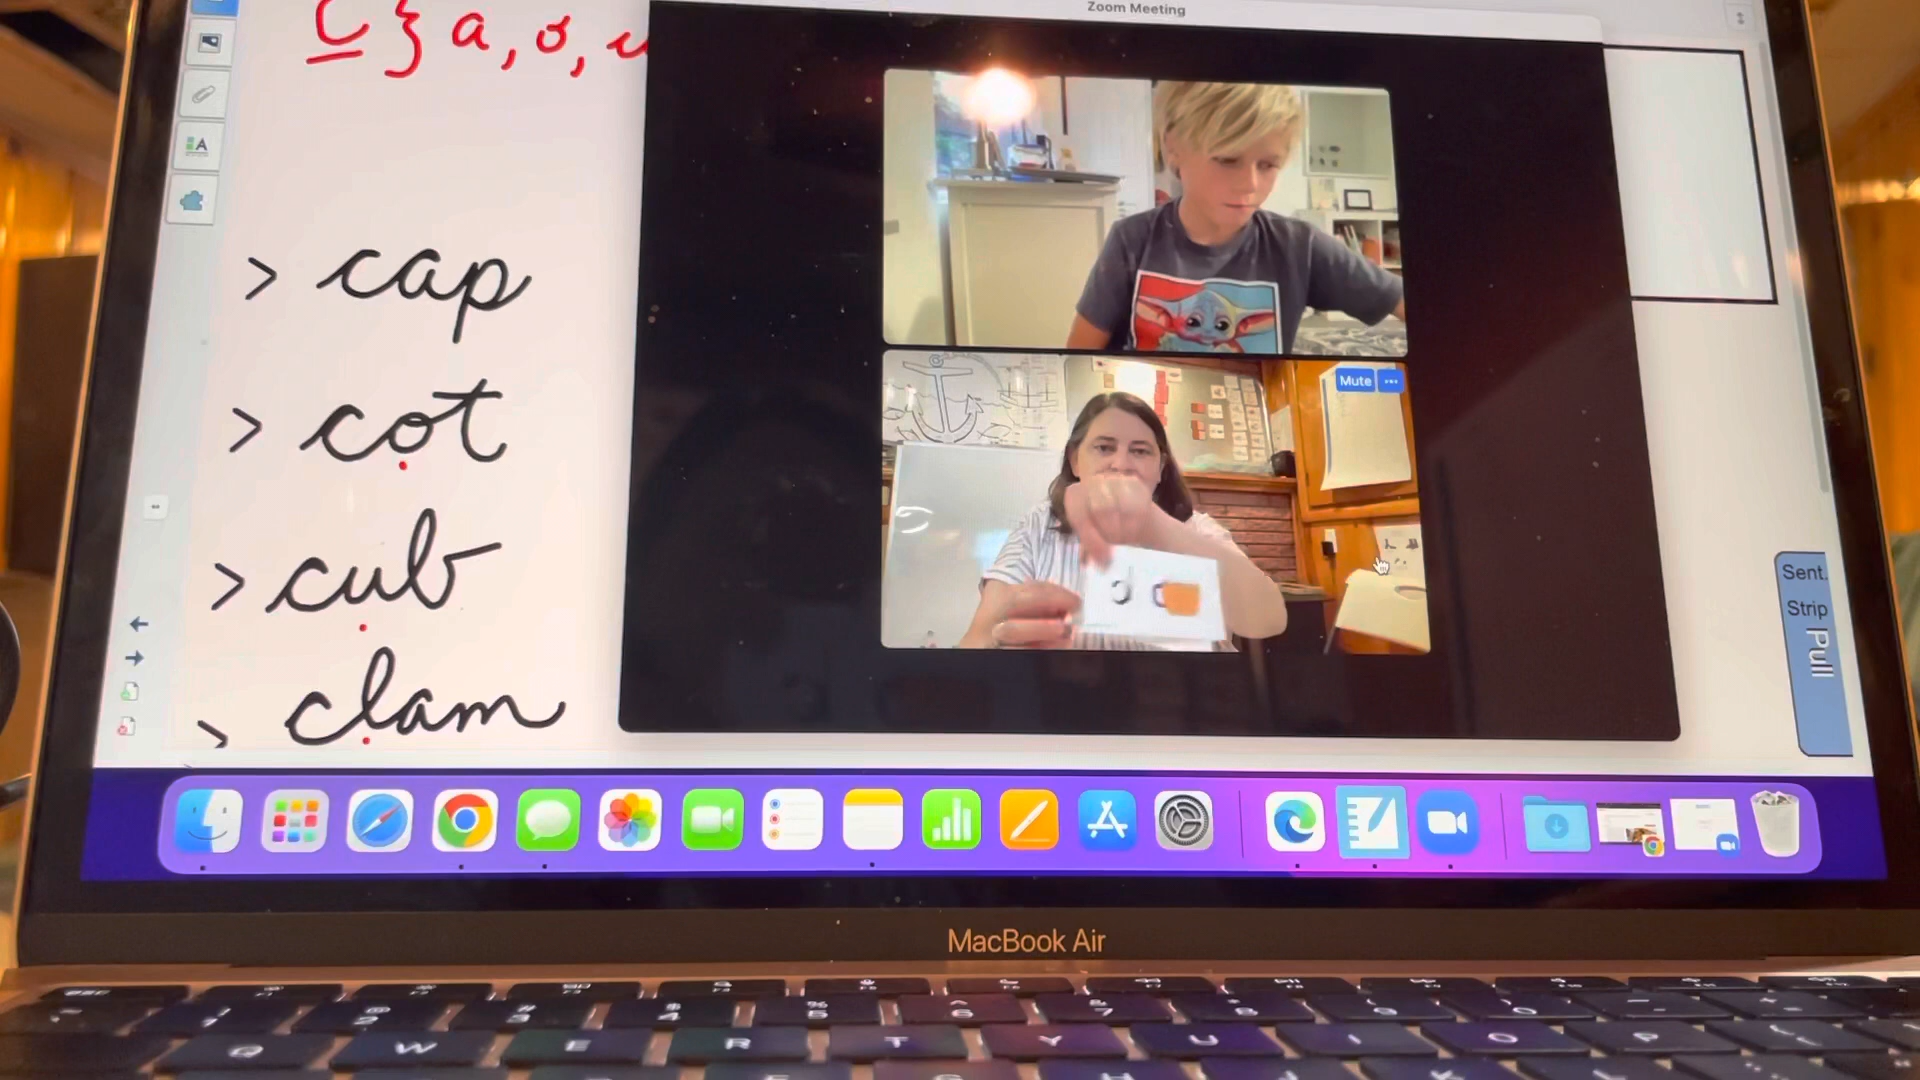 Zoom Meeting
c } a, o, u
> cap
> cot
> cub
> clam
Mute
Sent.
Strip
Pull
MacBook Air
Q W E R T Y U I O